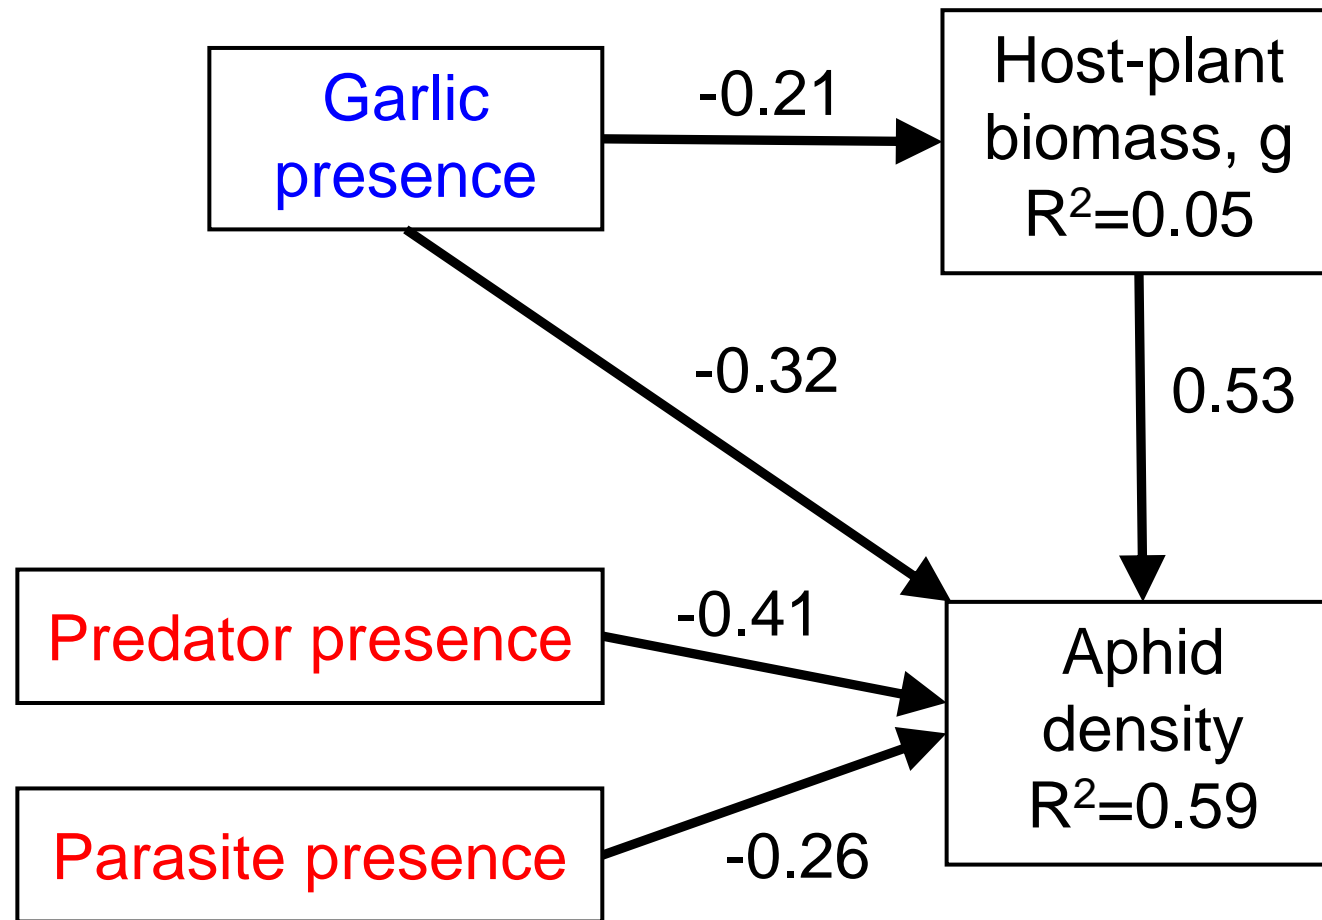 Garlic
presence
-0.21
Host-plant
biomass, g
R²=0.05
-0.32
0.53
Predator presence
-0.41
Aphid
density
R²=0.59
Parasite presence
-0.26